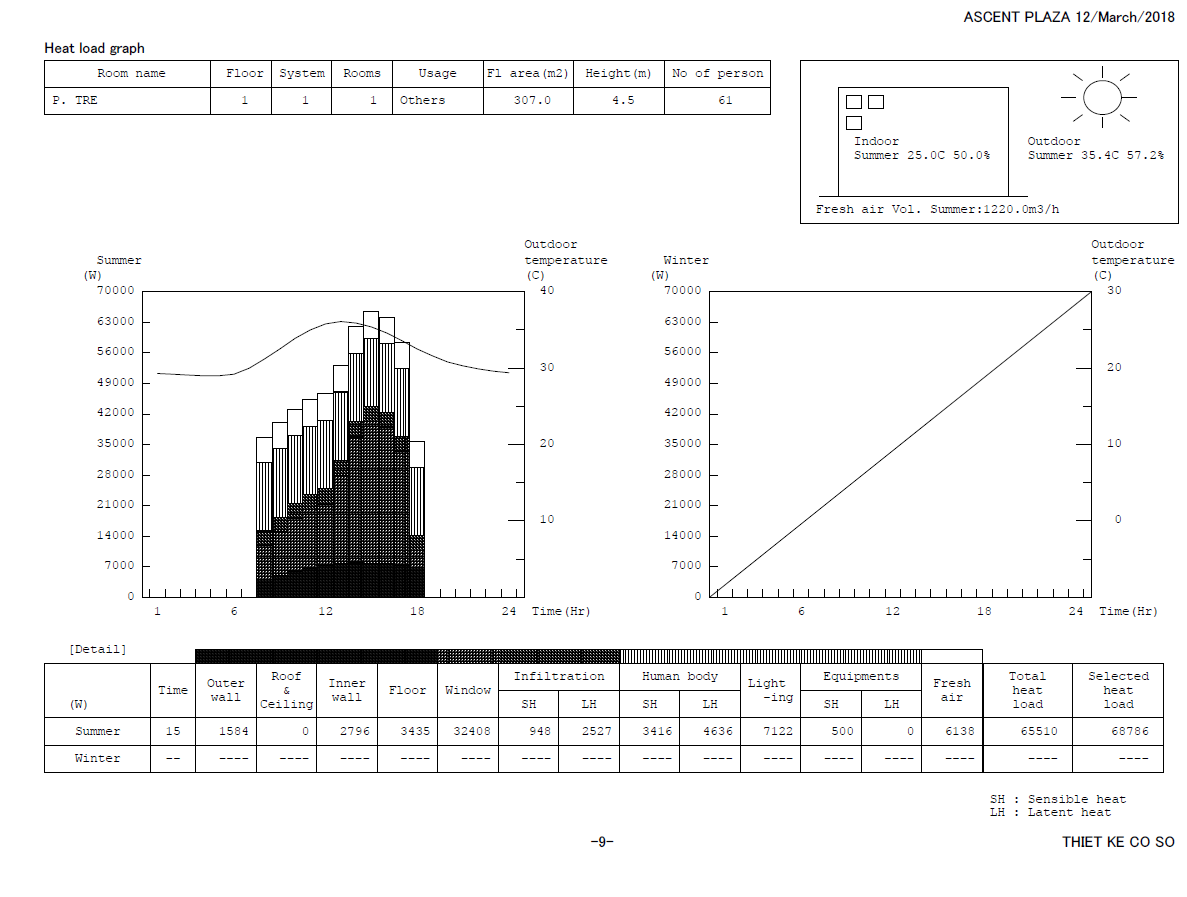 ASCENT PLAZA 12/March/2018
Heat load graph
Room name Floor System Rooms Usage Fl area(m2) Height(m) No of person
P. TRE 1 1 1 Others 307.0 4.5 61
Indoor
Summer 25.0C 50.0%
Outdoor
Summer 35.4C 57.2%
Fresh air Vol. Summer:1220.0m3/h
Summer
(W)
Outdoor
temperature
(C)
70000 40
63000
56000
49000 30
42000
35000 20
28000
21000
14000 10
7000
0
1 6 12 18 24 Time(Hr)
Winter
(W)
Outdoor
temperature
(C)
70000 30
63000
56000
49000 20
42000
35000 10
28000
21000
14000 0
7000
0
1 6 12 18 24 Time(Hr)
[Detail]
(W) Time Outer wall Roof & Ceiling Inner wall Floor Window Infiltration SH LH Human body SH LH Light -ing Equipments SH LH Fresh air Total heat load Selected heat load
Summer 15 1584 0 2796 3435 32408 948 2527 3416 4636 7122 500 0 6138 65510 68786
Winter -- ---- ---- ---- ---- ---- ---- ---- ---- ---- ---- ---- ---- ---- ---- ----
SH : Sensible heat
LH : Latent heat
-9-
THIET KE CO SO